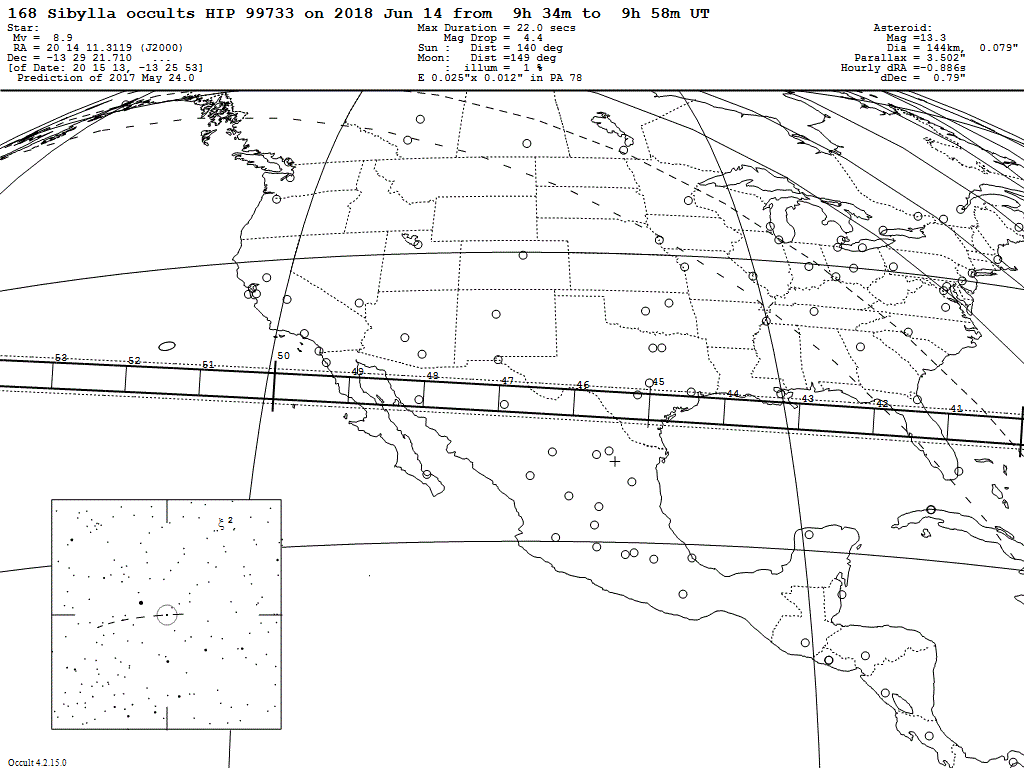 168 Sibylla occults HIP 99733 on 2018 Jun 14 from  9h 34m to  9h 58m UT
Star:
Mv =  8.9
RA = 20 14 11.3119 (J2000)
Dec = -13 29 21.710  ...
[of Date: 20 15 13, -13 25 53]
Prediction of 2017 May 24.0
Max Duration = 22.0 secs
Mag Drop =  4.4
Sun :   Dist = 140 deg
Moon:   Dist =149 deg
:  illum =  1 %
E 0.025"x 0.012" in PA 78
Asteroid:
Mag =13.3
Dia = 144km,  0.079"
Parallax = 3.502"
Hourly dRA =-0.886s
dDec =  0.79"
53 52 51 50 49 48 47 46 45 44 43 42 41
ξ 2
Occult 4.2.15.0